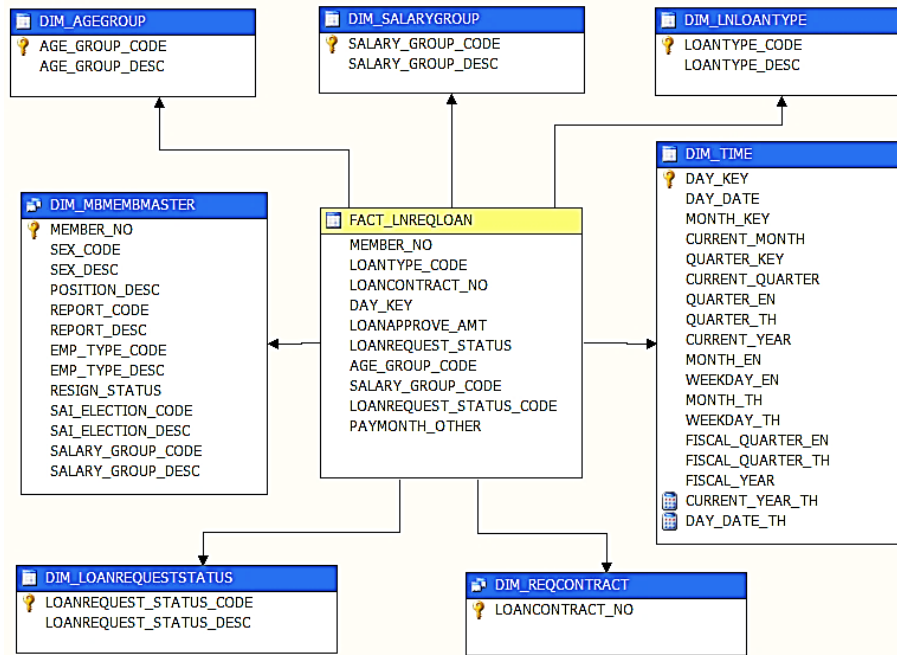 DIM_AGEGROUP
AGE_GROUP_CODE
AGE_GROUP_DESC
DIM_SALARYGROUP
SALARY_GROUP_CODE
SALARY_GROUP_DESC
DIM_LNLOANTYPE
LOANTYPE_CODE
LOANTYPE_DESC
DIM_MBMEMBMASTER
MEMBER_NO
SEX_CODE
SEX_DESC
POSITION_DESC
REPORT_CODE
REPORT_DESC
EMP_TYPE_CODE
EMP_TYPE_DESC
RESIGN_STATUS
SAI_ELECTION_CODE
SAI_ELECTION_DESC
SALARY_GROUP_CODE
SALARY_GROUP_DESC
FACT_LNREQLOAN
MEMBER_NO
LOANTYPE_CODE
LOANCONTRACT_NO
DAY_KEY
LOANAPPROVE_AMT
LOANREQUEST_STATUS
AGE_GROUP_CODE
SALARY_GROUP_CODE
LOANREQUEST_STATUS_CODE
PAYMONTH_OTHER
DIM_TIME
DAY_KEY
DAY_DATE
MONTH_KEY
CURRENT_MONTH
QUARTER_KEY
CURRENT_QUARTER
QUARTER_EN
QUARTER_TH
CURRENT_YEAR
MONTH_EN
WEEKDAY_EN
MONTH_TH
WEEKDAY_TH
FISCAL_QUARTER_EN
FISCAL_QUARTER_TH
FISCAL_YEAR
CURRENT_YEAR_TH
DAY_DATE_TH
DIM_LOANREQUESTSTATUS
LOANREQUEST_STATUS_CODE
LOANREQUEST_STATUS_DESC
DIM_REQCONTRACT
LOANCONTRACT_NO